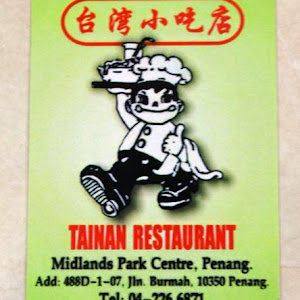 台湾小吃店
TAINAN RESTAURANT
Midlands Park Centre, Penang.
Add: 488D-1-07, Jln. Burmah, 10350 Penang.
Tel: 04-226 6871